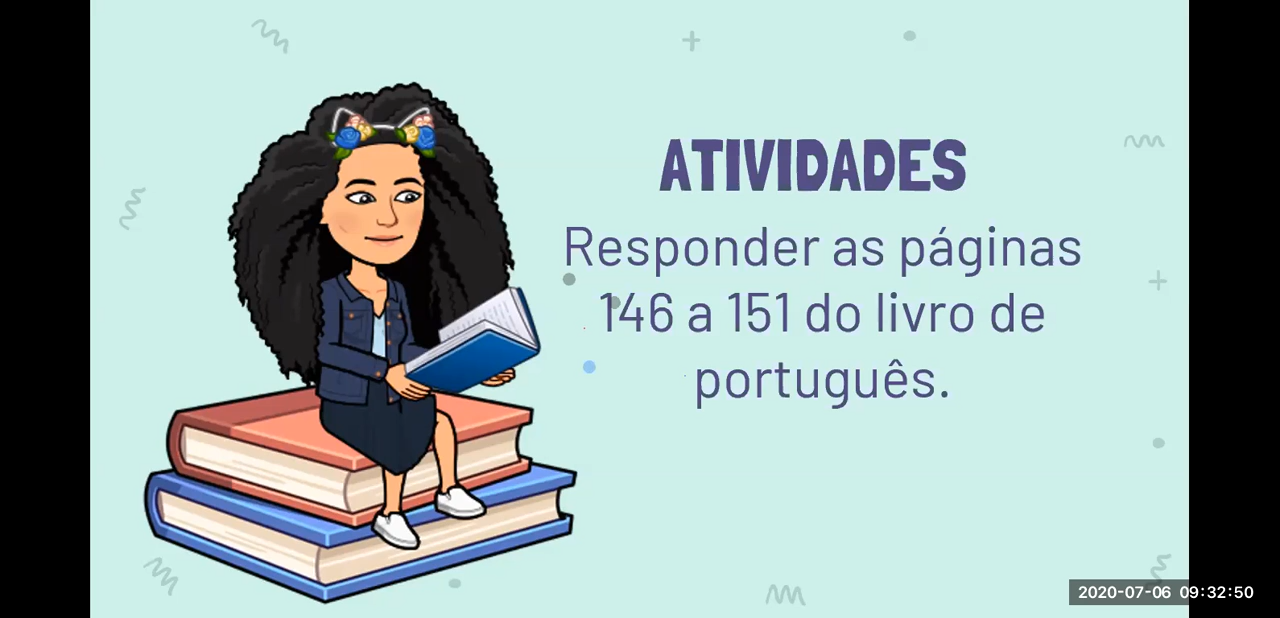 ATIVIDADES
Responder as páginas
146 a 151 do livro de
português.
2020-07-06 09:32:50